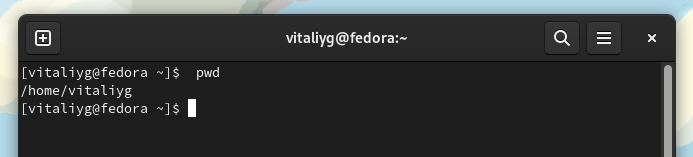 vitaliyg@fedora:~
[vitaliyg@fedora ~]$  pwd
/home/vitaliyg
[vitaliyg@fedora ~]$